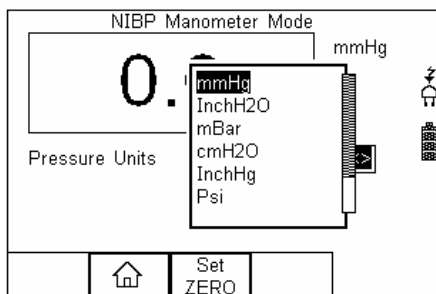 NIBP Manometer Mode
0.
mmHg
mmHg
InchH2O
mBar
cmH2O
InchHg
Psi
Pressure Units
<>
Set
ZERO